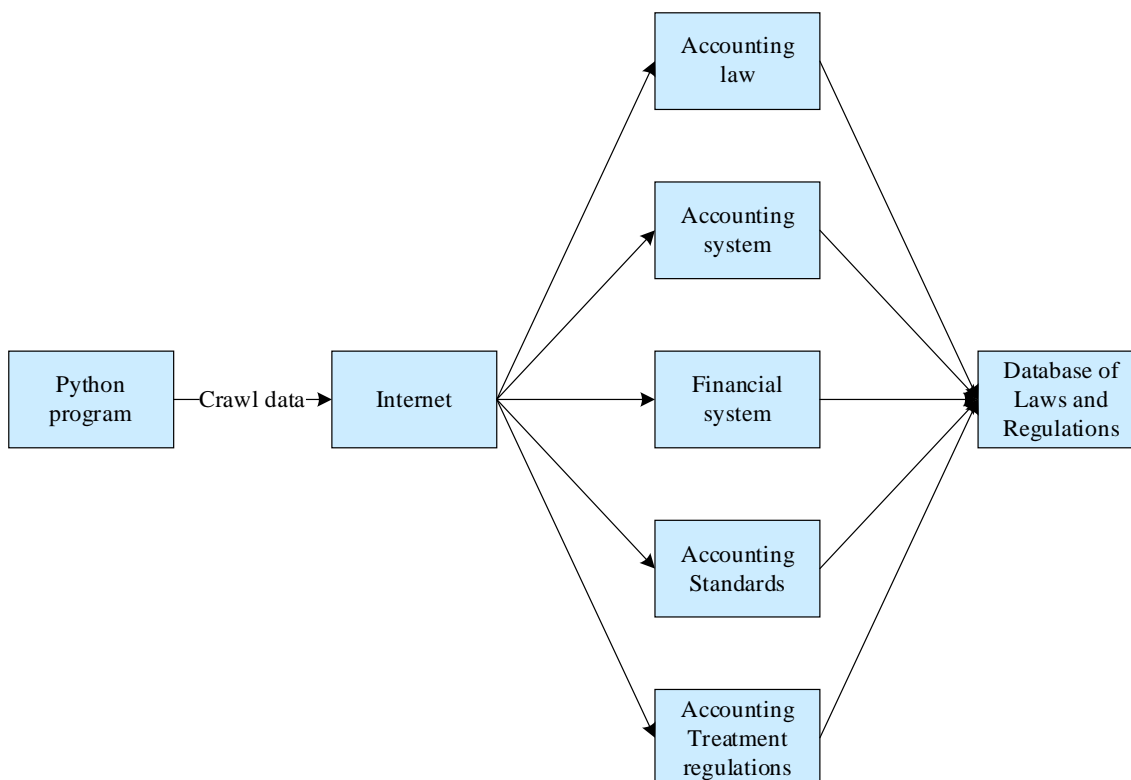 Accounting
law
Accounting
system
Python
program
Crawl data
Internet
Financial
system
Database of
Laws and
Regulations
Accounting
Standards
Accounting
Treatment
regulations